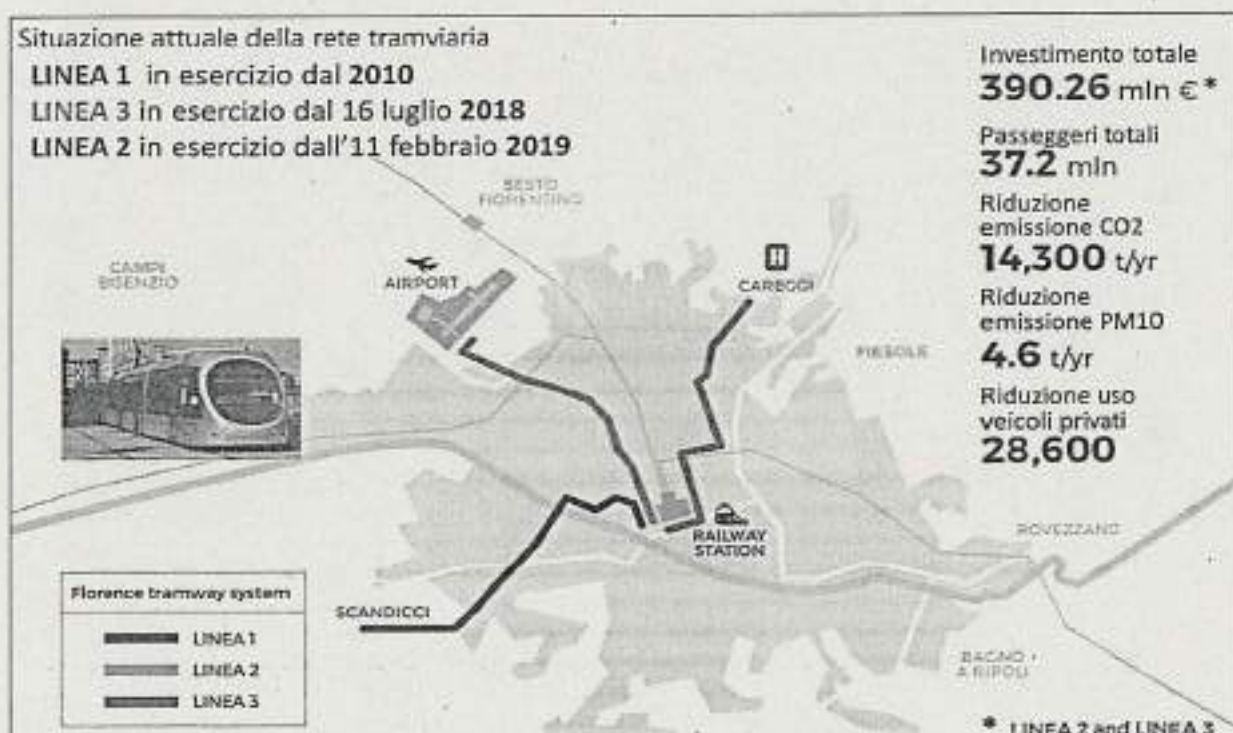 Situazione attuale della rete tramviaria
LINEA 1 in esercizio dal 2010
LINEA 3 in esercizio dal 16 luglio 2018
LINEA 2 in esercizio dall'11 febbraio 2019
Investimento totale
390.26 mln € *
Passeggeri totali
37.2 mln
Riduzione
emissione CO2
14,300 t/yr
Riduzione
emissione PM10
4.6 t/yr
Riduzione uso
veicoli privati
28,600
SESTO
FIORENTINO
CAMPI
BISENZIO
AIRPORT
H
CAREGGI
FIESOLE
RAILWAY
STATION
ROVEZZANO
SCANDICCI
BAGNO
A RIPOLI
Florence tramway system
LINEA 1
LINEA 2
LINEA 3
* LINEA 2 and LINEA 3